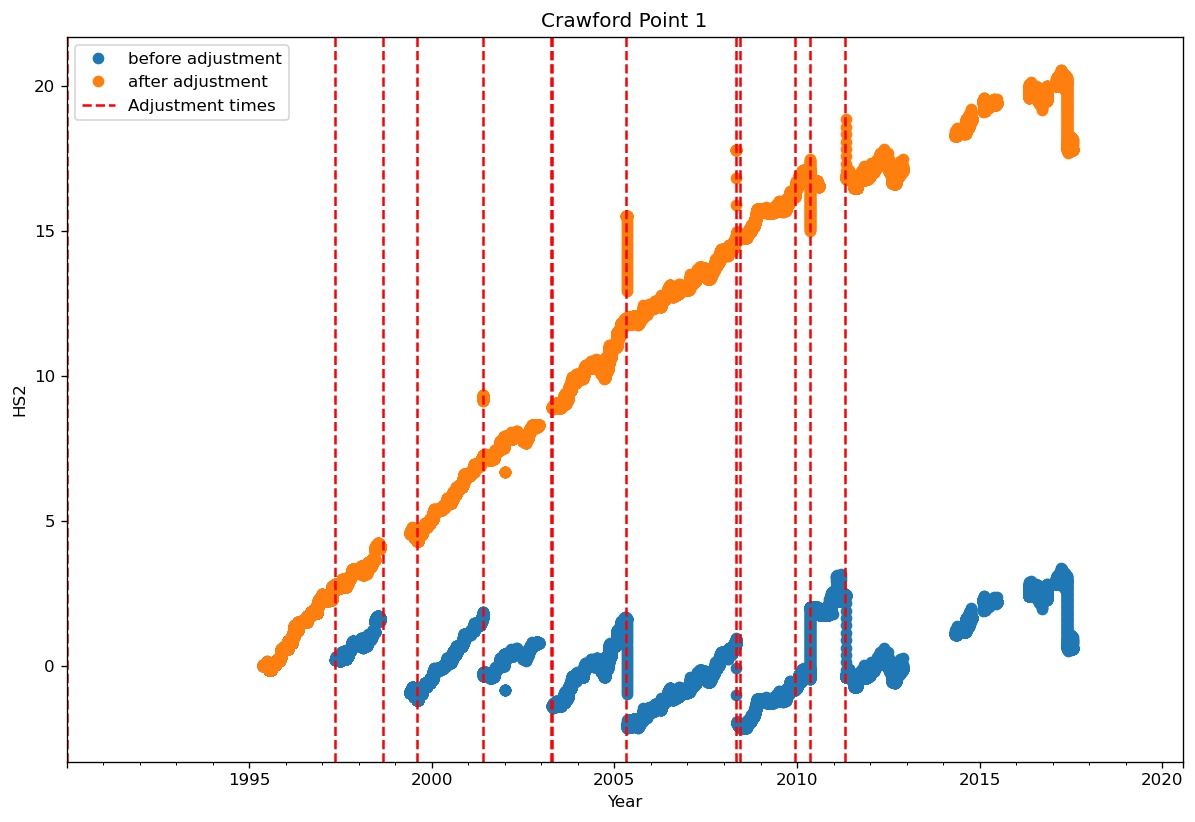 Crawford Point 1
before adjustment
after adjustment
Adjustment times
HS2
20
15
10
5
0
1995 2000 2005 2010 2015 2020
Year